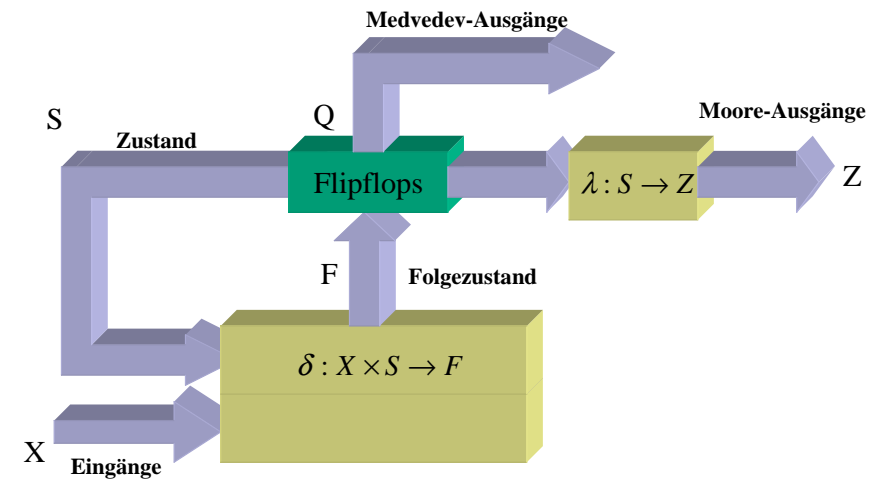 Medvedev-Ausgänge
Moore-Ausgänge
S
Q
Zustand
Flipflops
λ : S → Z
Z
F
Folgezustand
δ : X × S → F
X
Eingänge